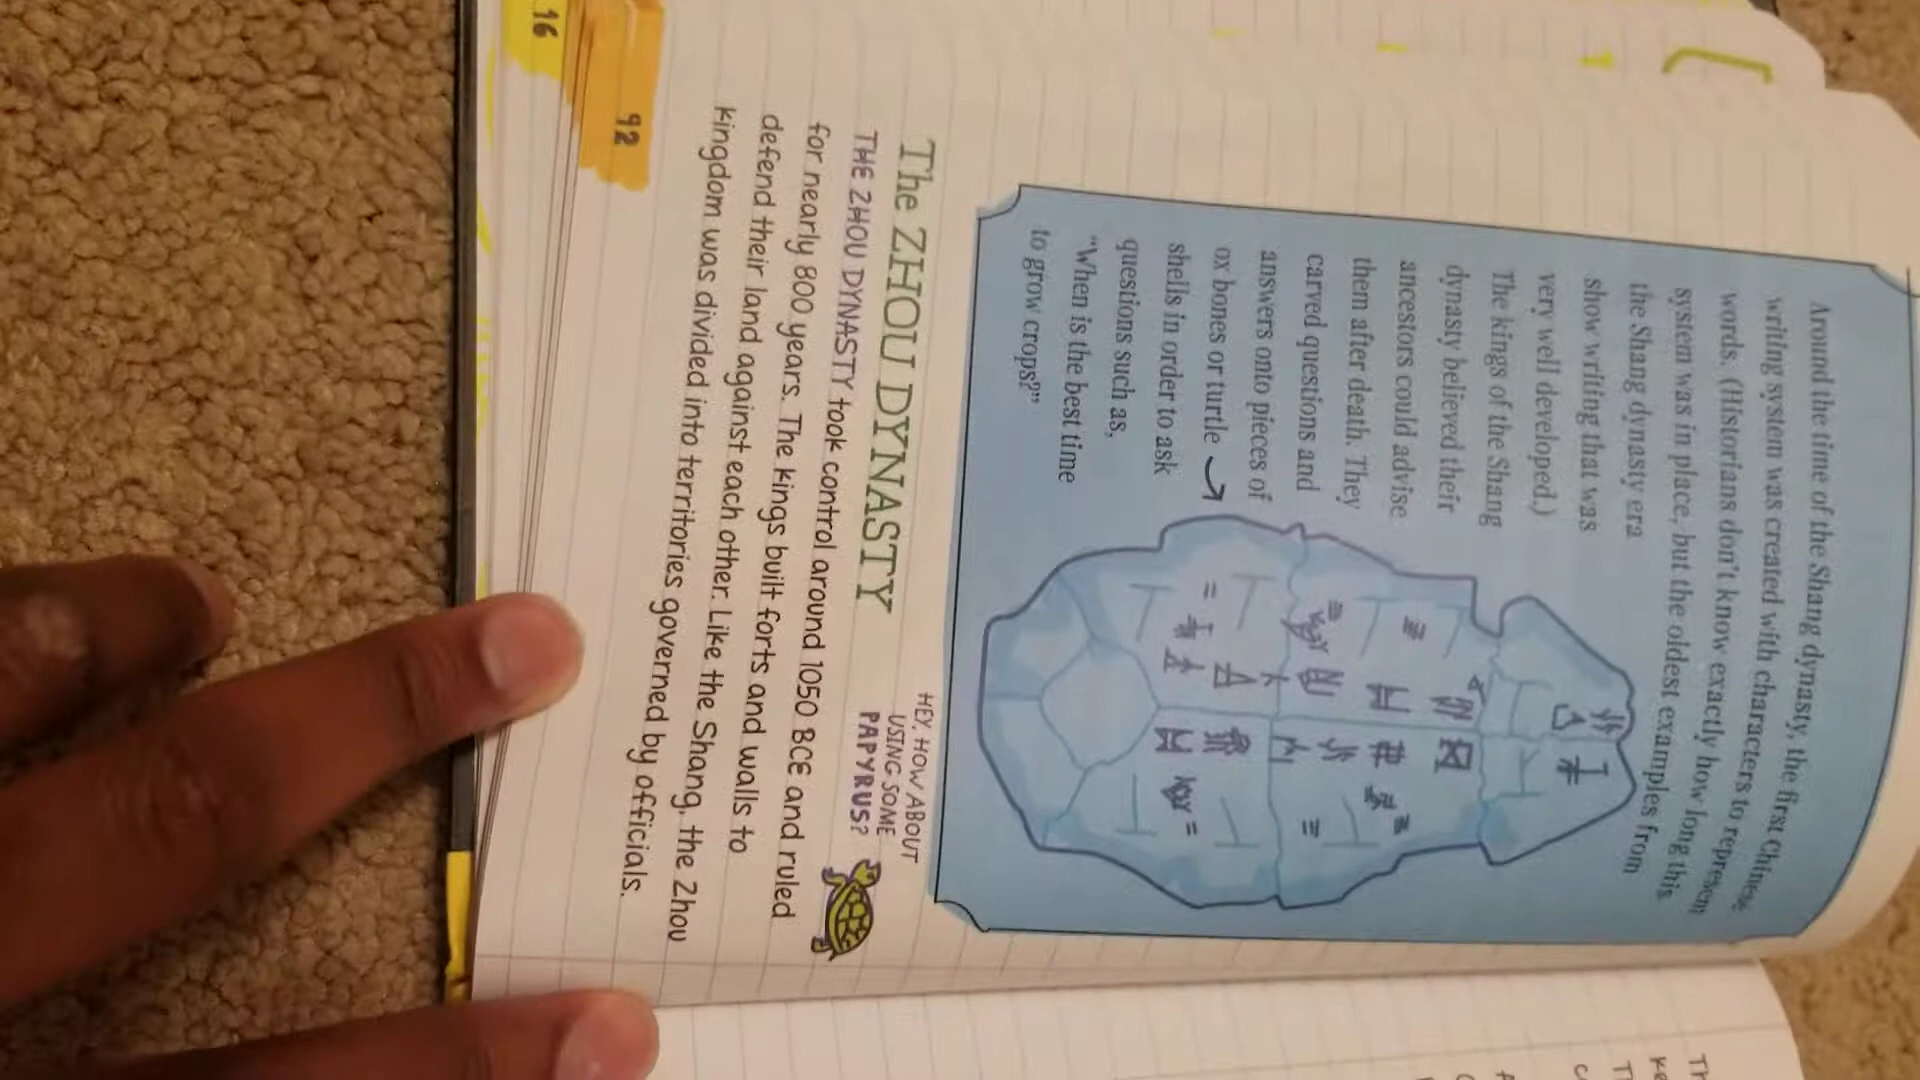 Around the time of the Shang dynasty, the first Chinese
writing system was created with characters to represent
words. (Historians don't know exactly how long this
system was in place, but the oldest examples from
the Shang dynasty era
show writing that was
very well developed.)
The kings of the Shang
dynasty believed their
ancestors could advise
them after death. They
carved questions and
answers onto pieces of
ox bones or turtle
shells in order to ask
questions such as,
“When is the best time
to grow crops?”
HEY, HOW ABOUT
USING SOME
PAPYRUS?
The ZHOU DYNASTY
THE ZHOU DYNASTY took control around 1050 BCE and ruled
for nearly 800 years. The kings built forts and walls to
defend their land against each other. Like the Shang, the Zhou
kingdom was divided into territories governed by officials.
92
16